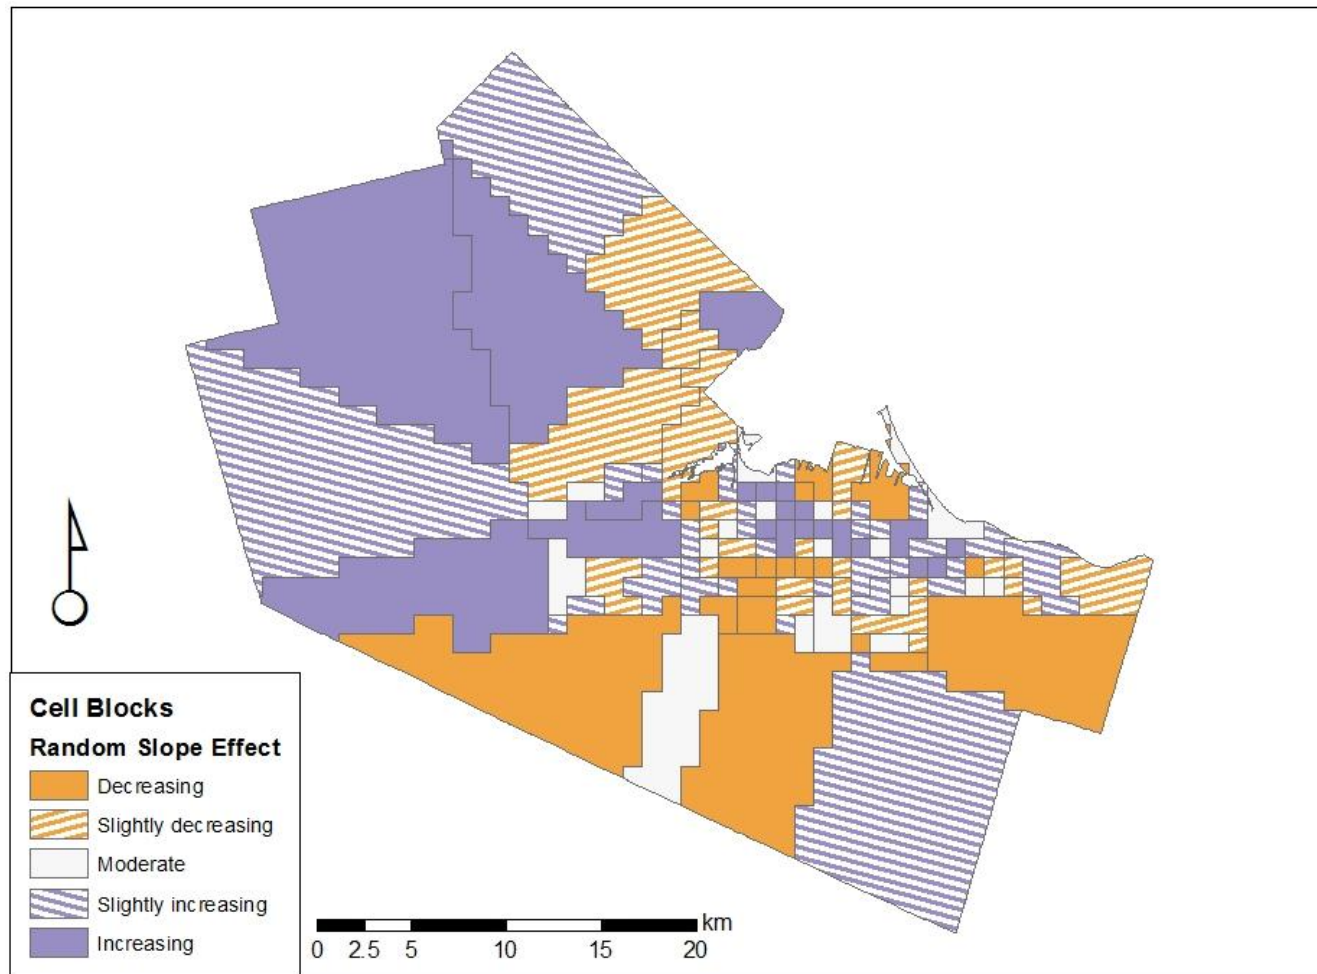 Cell Blocks
Random Slope Effect
Decreasing
Slightly decreasing
Moderate
Slightly increasing
Increasing
km
0 2.5 5 10 15 20